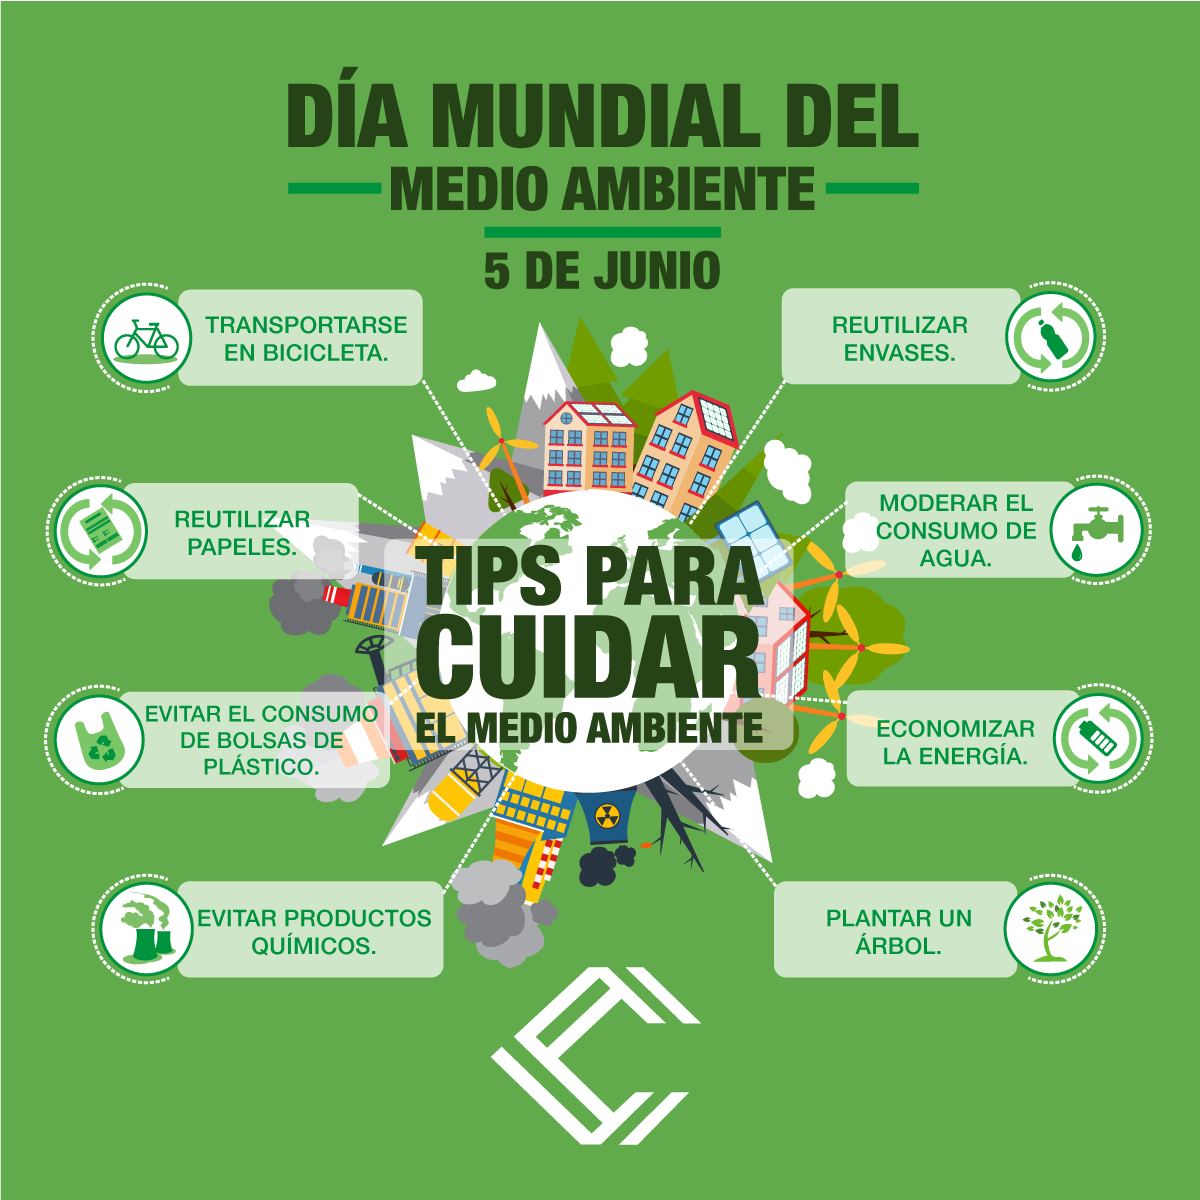 DÍA MUNDIAL DEL
MEDIO AMBIENTE
5 DE JUNIO
TRANSPORTARSE
EN BICICLETA.
REUTILIZAR
ENVASES.
REUTILIZAR
PAPELES.
MODERAR EL
CONSUMO DE
AGUA.
TIPS PARA
CUIDAR
EL MEDIO AMBIENTE
EVITAR EL CONSUMO
DE BOLSAS DE
PLÁSTICO.
ECONOMIZAR
LA ENERGÍA.
EVITAR PRODUCTOS
QUÍMICOS.
PLANTAR UN
ÁRBOL.